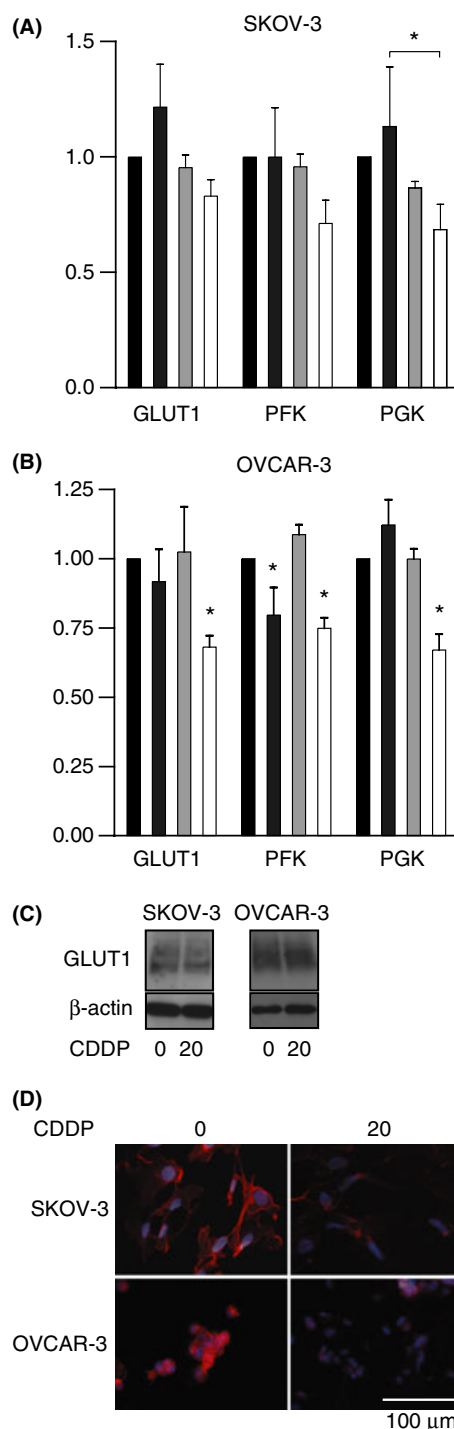 (A)
SKOV-3
1.5
*
1.0
0.5
0.0
GLUT1 PFK PGK
(B)
OVCAR-3
1.25
1.00
*
*
0.75
*
*
0.50
0.25
0.00
GLUT1 PFK PGK
(C)
SKOV-3 OVCAR-3
GLUT1
β-actin
CDDP 0 20 0 20
(D)
CDDP 0 20
SKOV-3
OVCAR-3
100 μm